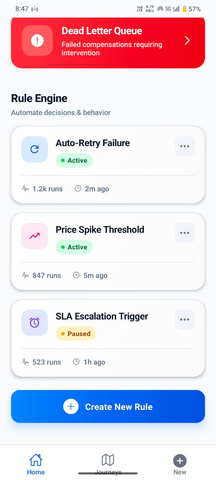 8:47
5G
57%
Dead Letter Queue
Failed compensations requiring
intervention
Rule Engine
Automate decisions & behavior
Auto-Retry Failure
Active
1.2k runs
2m ago
Price Spike Threshold
Active
847 runs
5m ago
SLA Escalation Trigger
Paused
523 runs
1h ago
Create New Rule
Home
Journeys
New